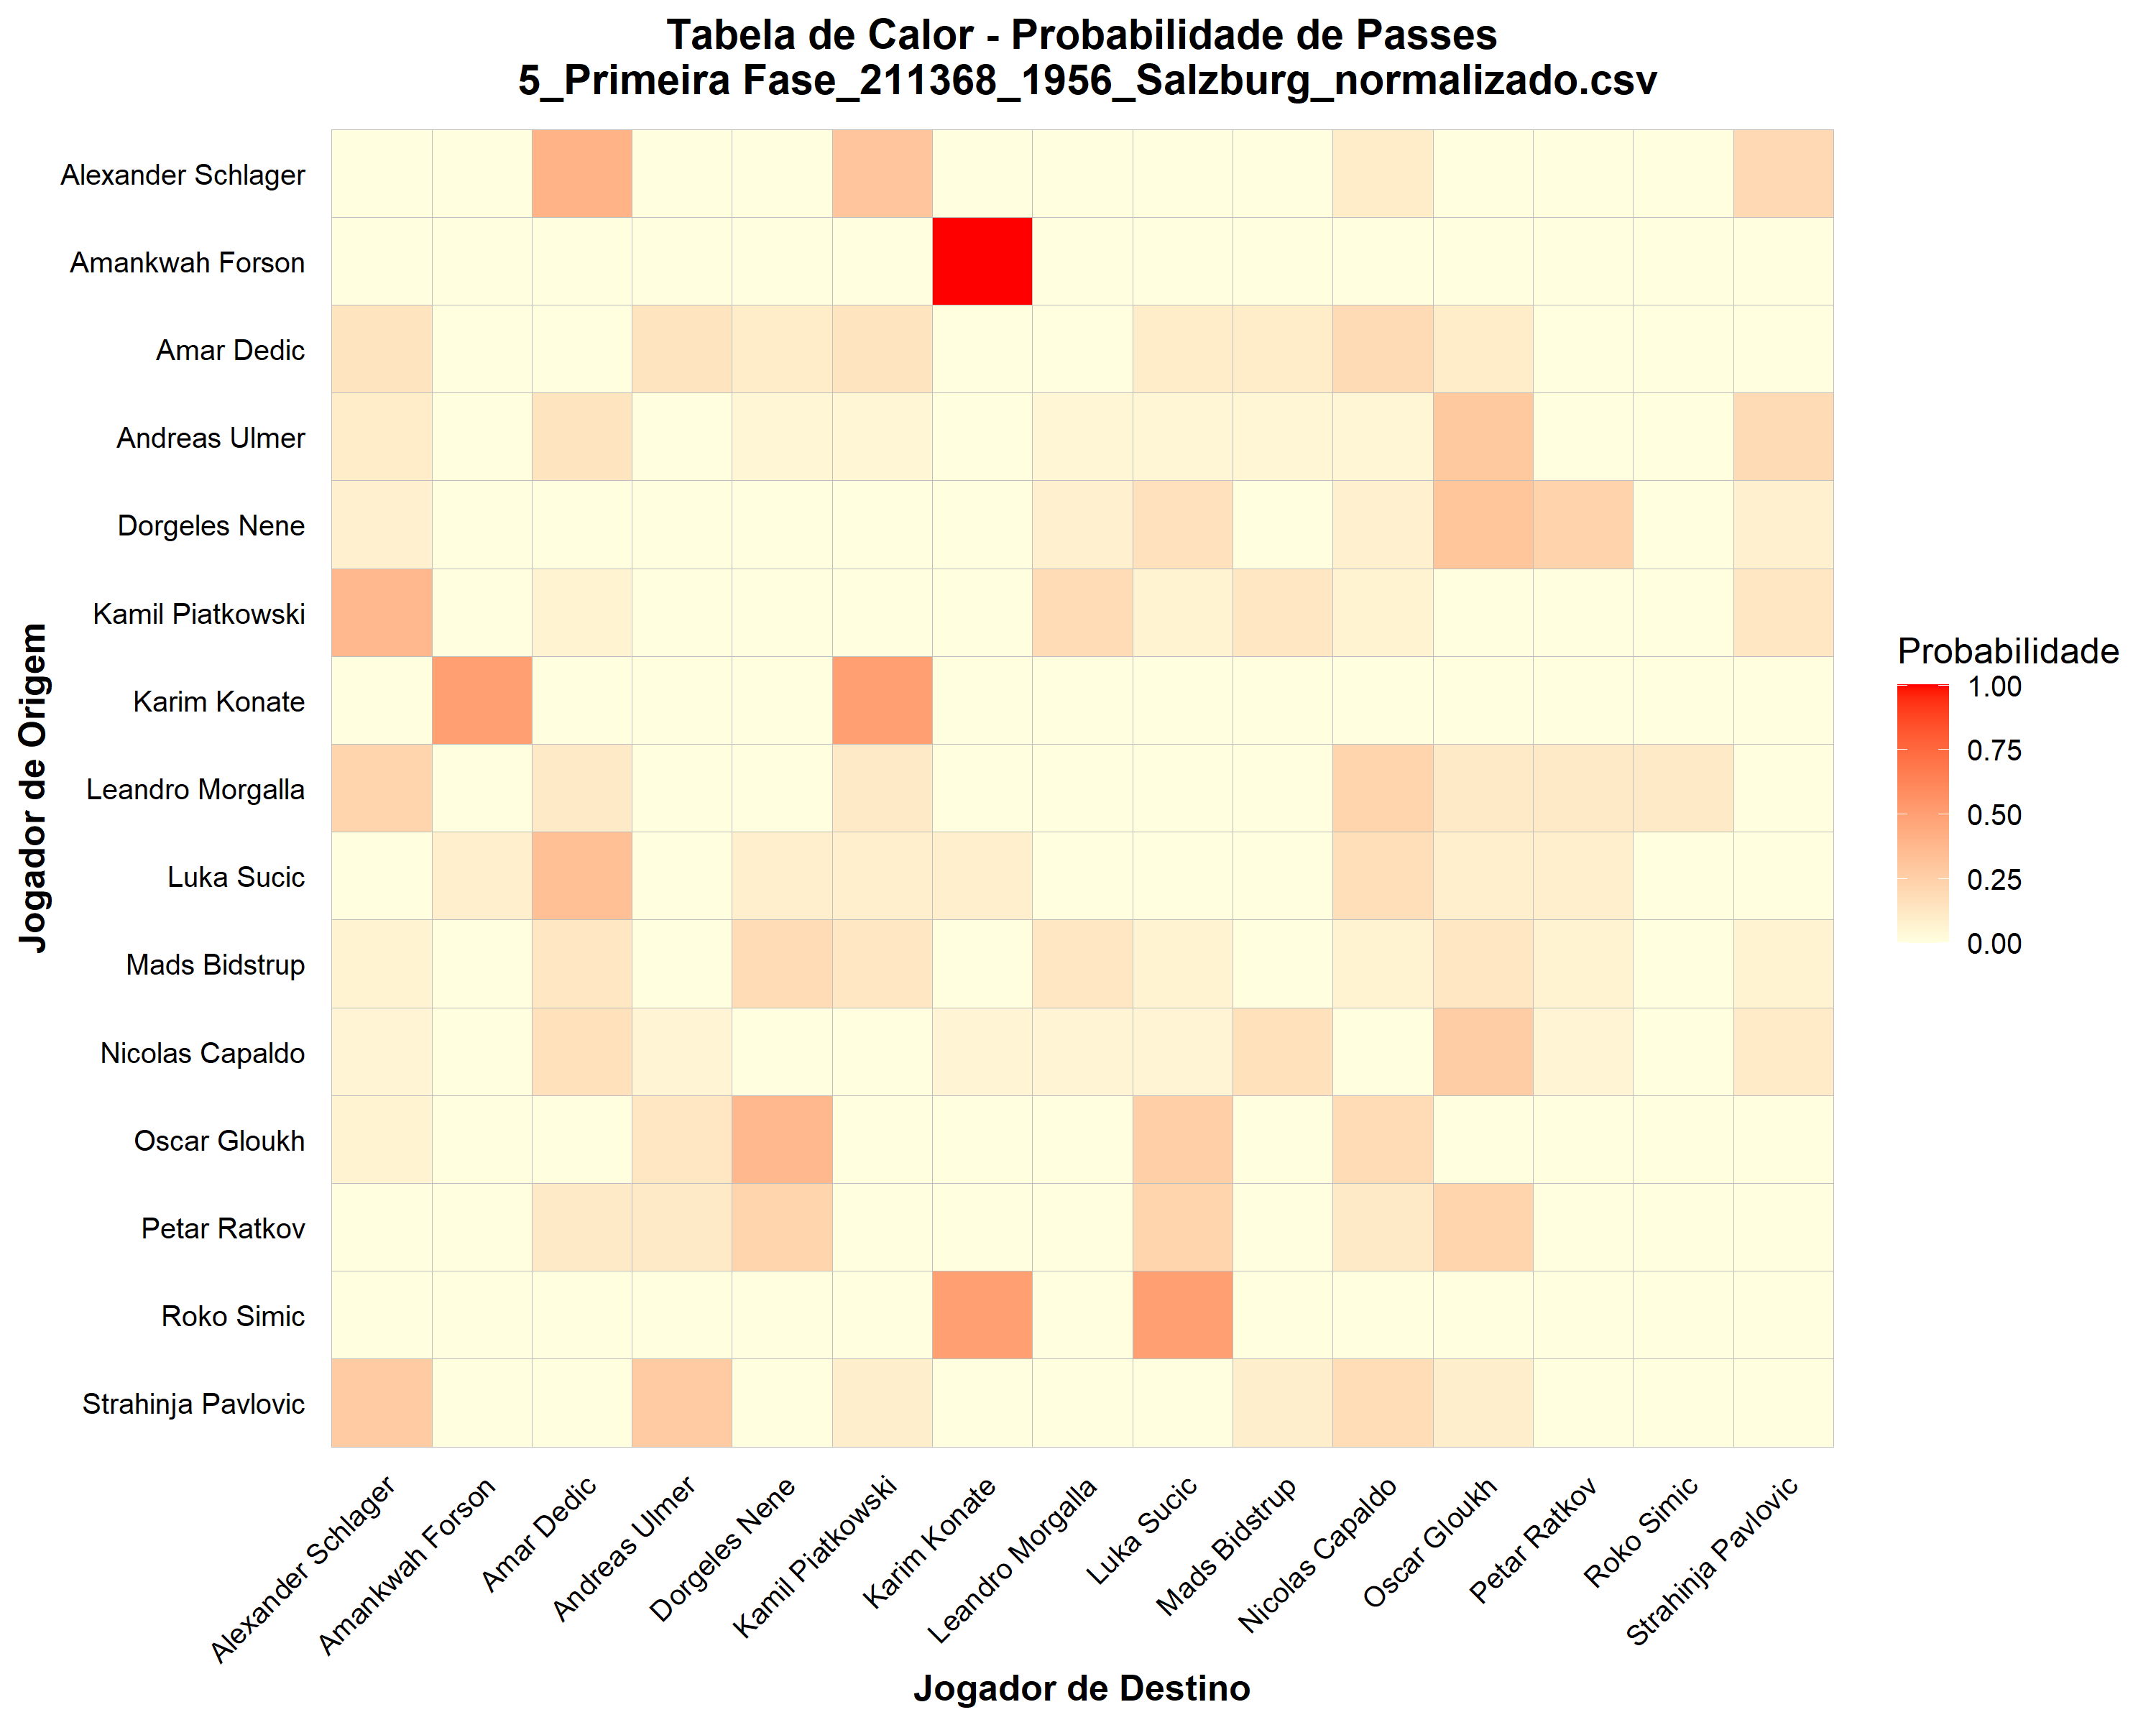 Tabela de Calor - Probabilidade de Passes
5_Primeira Fase_211368_1956_Salzburg_normalizado.csv
Jogador de Origem
Alexander Schlager
Amankwah Forson
Amar Dedic
Andreas Ulmer
Dorgeles Nene
Kamil Piatkowski
Karim Konate
Leandro Morgalla
Luka Sucic
Mads Bidstrup
Nicolas Capaldo
Oscar Gloukh
Petar Ratkov
Roko Simic
Strahinja Pavlovic
Alexander Schlager
Amankwah Forson
Amar Dedic
Andreas Ulmer
Dorgeles Nene
Kamil Piatkowski
Karim Konate
Leandro Morgalla
Luka Sucic
Mads Bidstrup
Nicolas Capaldo
Oscar Gloukh
Petar Ratkov
Roko Simic
Strahinja Pavlovic
Jogador de Destino
Probabilidade
1.00
0.75
0.50
0.25
0.00